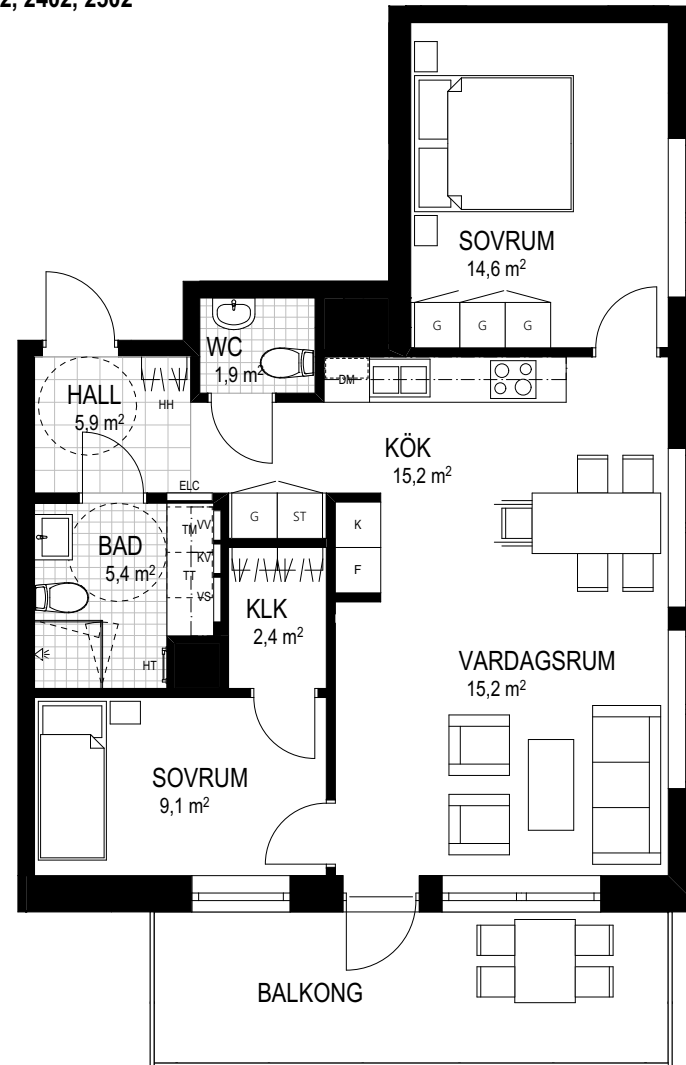 2402, 2502
SOVRUM
14,6 m²
G G G
WC
1,9 m²
HALL
5,9 m²
HH
DM
KÖK
15,2 m²
ELC
G ST
K
F
BAD
5,4 m²
TM
VV
KV
TT
VS
HT
KLK
2,4 m²
VARDAGSRUM
15,2 m²
SOVRUM
9,1 m²
BALKONG